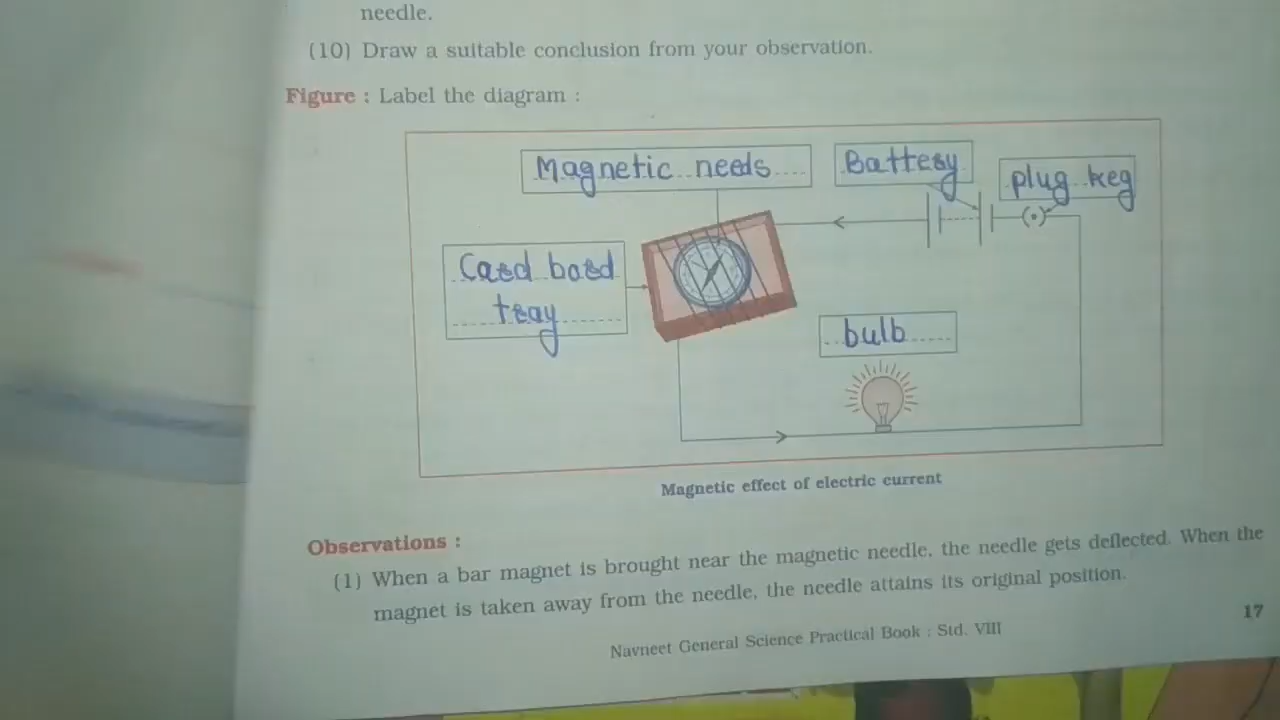 needle.
(10) Draw a suitable conclusion from your observation.
Figure : Label the diagram :
Magnetic needs
Battery
plug keg
Card bard
tray
bulb
Magnetic effect of electric current
Observations :
(1) When a bar magnet is brought near the magnetic needle, the needle gets deflected. When the
magnet is taken away from the needle, the needle attains its original position.
17
Navneet General Science Practical Book : Std. VIII